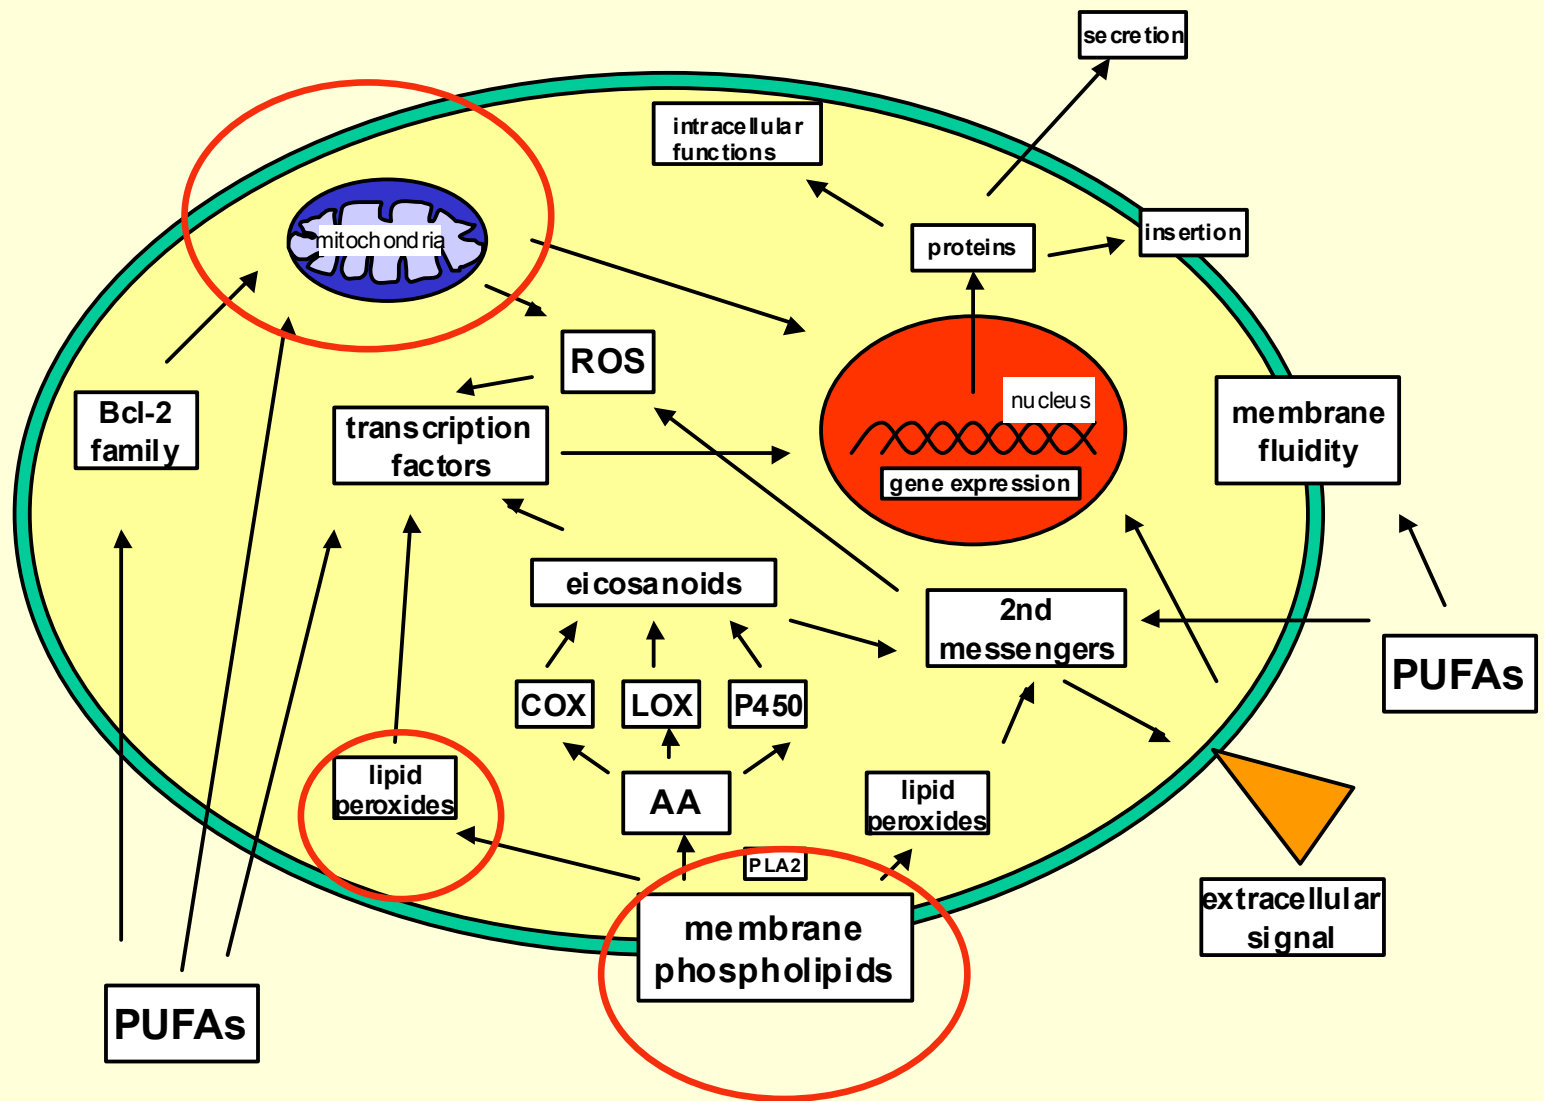 secretion
intracellular
functions
mitochondria
proteins
insertion
ROS
nucleus
Bcl-2
family
transcription
factors
membrane
fluidity
gene expression
eicosanoids
2nd
messengers
PUFAs
COX
LOX
P450
lipid
peroxides
AA
lipid
peroxides
PLA2
extracellular
signal
membrane
phospholipids
PUFAs